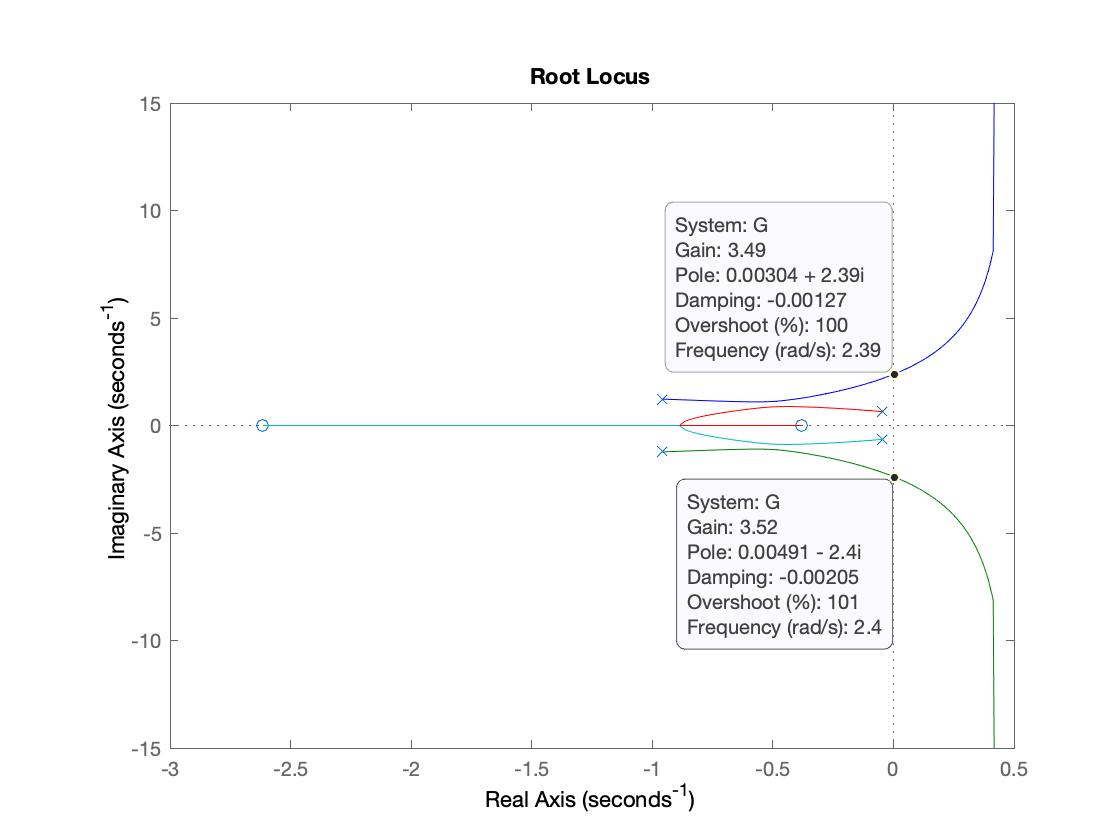 Root Locus
15
10
5
0
-5
-10
-15
Imaginary Axis (seconds⁻¹)
System: G
Gain: 3.49
Pole: 0.00304 + 2.39i
Damping: -0.00127
Overshoot (%): 100
Frequency (rad/s): 2.39
System: G
Gain: 3.52
Pole: 0.00491 - 2.4i
Damping: -0.00205
Overshoot (%): 101
Frequency (rad/s): 2.4
-3 -2.5 -2 -1.5 -1 -0.5 0 0.5
Real Axis (seconds⁻¹)